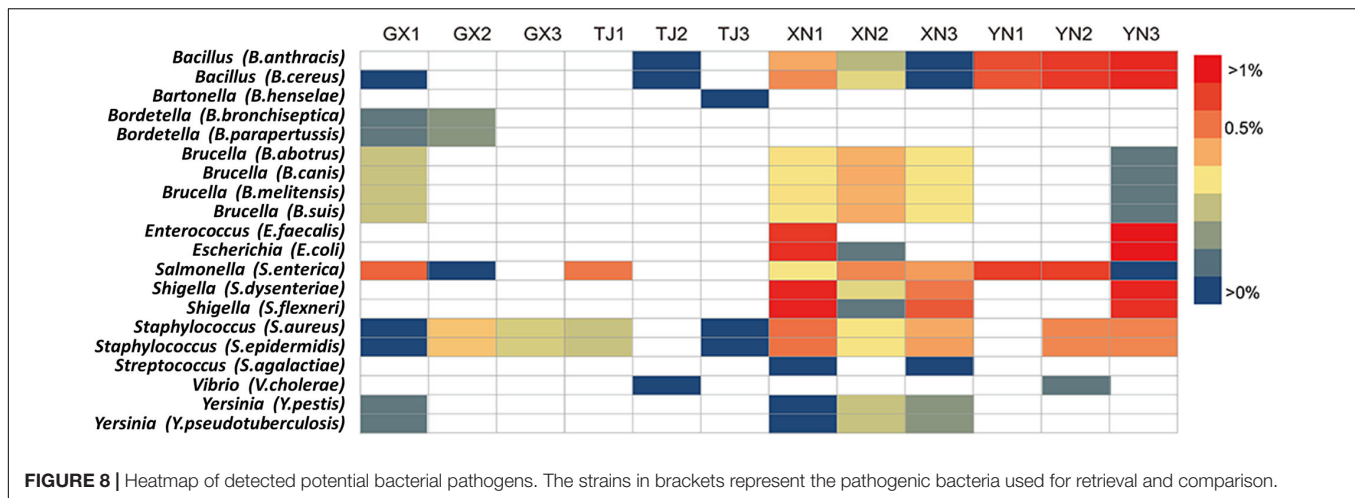 GX1 GX2 GX3 TJ1 TJ2 TJ3 XN1 XN2 XN3 YN1 YN2 YN3
Bacillus (B.anthracis)
Bacillus (B.cereus)
Bartonella (B.henselae)
Bordetella (B.bronchiseptica)
Bordetella (B.parapertussis)
Brucella (B.abotrus)
Brucella (B.canis)
Brucella (B.melitensis)
Brucella (B.suis)
Enterococcus (E.faecalis)
Escherichia (E.coli)
Salmonella (S.enterica)
Shigella (S.dysenteriae)
Shigella (S.flexneri)
Staphylococcus (S.aureus)
Staphylococcus (S.epidermidis)
Streptococcus (S.agalactiae)
Vibrio (V.cholerae)
Yersinia (Y.pestis)
Yersinia (Y.pseudotuberculosis)
>1%
0.5%
>0%
FIGURE 8 | Heatmap of detected potential bacterial pathogens. The strains in brackets represent the pathogenic bacteria used for retrieval and comparison.